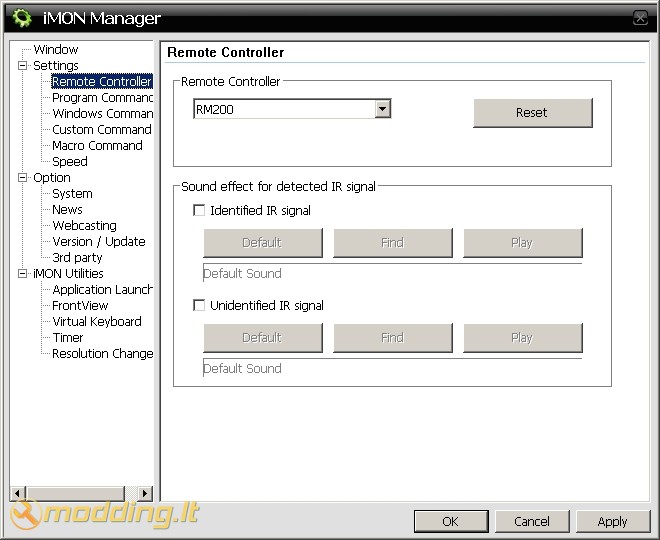 iMON Manager
Window
Settings
Remote Controller
Program Command
Windows Comman
Custom Command
Macro Command
Speed
Option
System
News
Webcasting
Version / Update
3rd party
iMON Utilities
Application Launch
FrontView
Virtual Keyboard
Timer
Resolution Change
Remote Controller
Remote Controller
RM200
Reset
Sound effect for detected IR signal
Identified IR signal
Default Find Play
Default Sound
Unidentified IR signal
Default Find Play
Default Sound
modding.lt
OK Cancel Apply